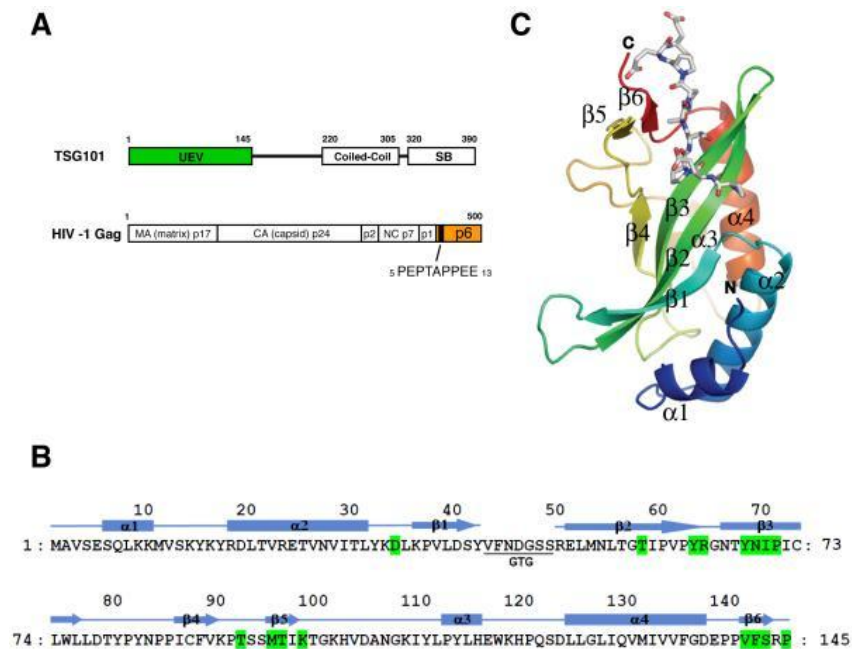 A
1 145 220 305 320 390
TSG101 UEV Coiled-Coil SB
1 500
HIV -1 Gag MA (matrix) p17 CA (capsid) p24 p2 NC p7 p1 p6
5 PEPTAPPEE 13
C
C
β6
β5
β3
α4
β4
α3
β2
N
α2
β1
α1
B
10 20 30 40 50 60 70
α1 α2 β1 β2 β3
1 : MAVSESQLKKMVSKYKYRDLTVRETVNVITLYKDLKPVLDSYVFNDGSSRELMNLTGTIPVPYRGNTYNIPIC 73
GTG
80 90 100 110 120 130 140
β4 β5 α3 α4 β6
74 : LWLLDTYPYNPPICFVKPTSSMTIKTGKHVDANGKIYLPYLHEWKHPQSDLLGLIQVMIVVFGDEPPVFSRP : 145